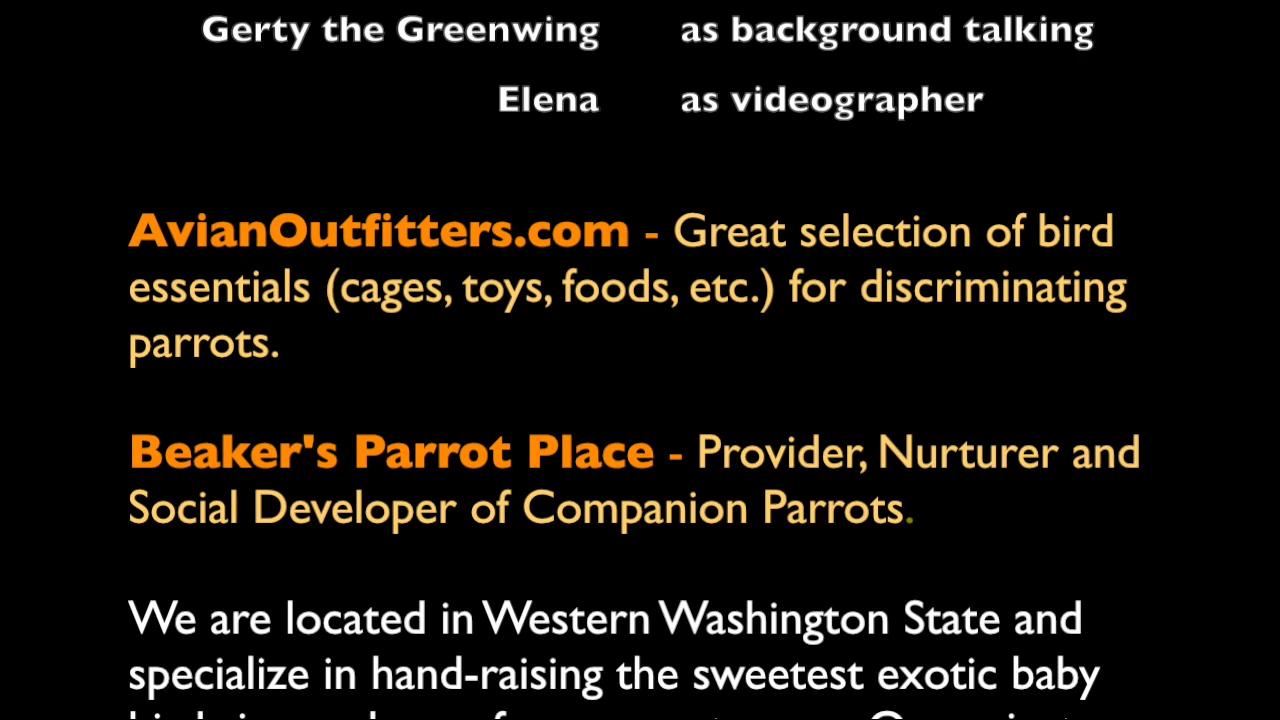 Gerty the Greenwing as background talking
Elena as videographer
AvianOutfitters.com - Great selection of bird
essentials (cages, toys, foods, etc.) for discriminating
parrots.
Beaker's Parrot Place - Provider, Nurturer and
Social Developer of Companion Parrots.
We are located in Western Washington State and
specialize in hand-raising the sweetest exotic baby